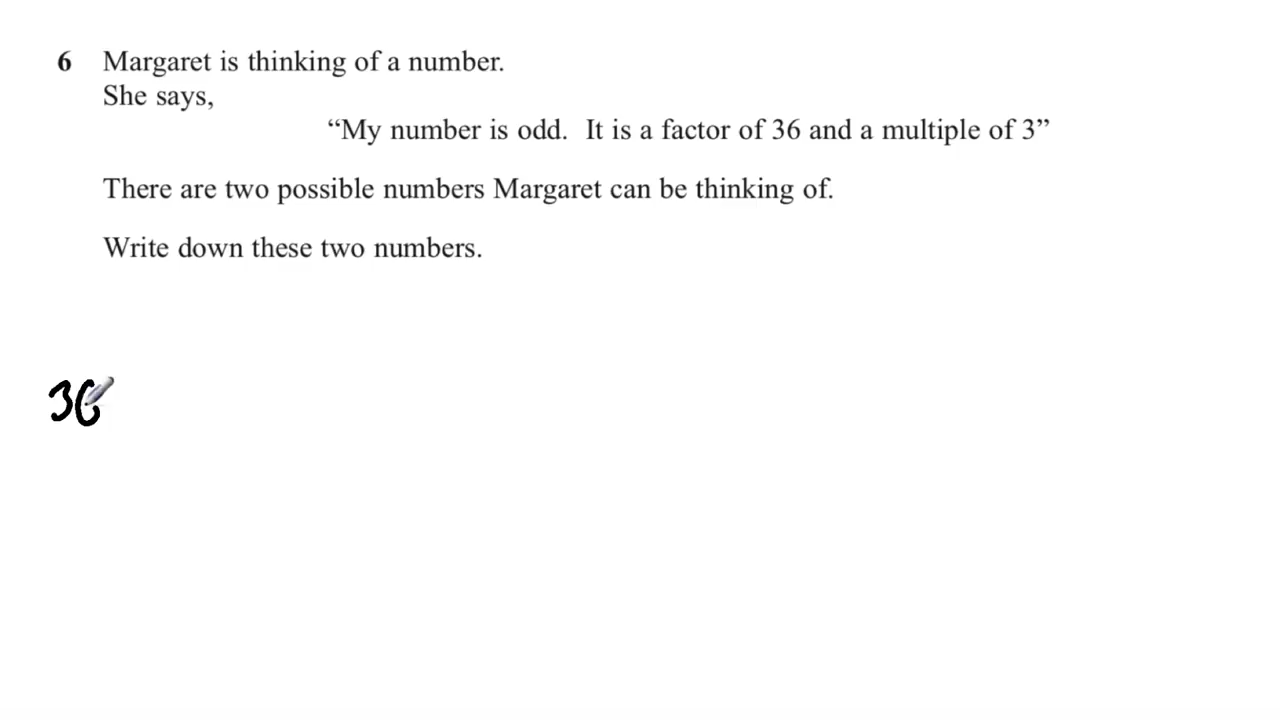 6 Margaret is thinking of a number.
She says,
“My number is odd. It is a factor of 36 and a multiple of 3”
There are two possible numbers Margaret can be thinking of.
Write down these two numbers.
36